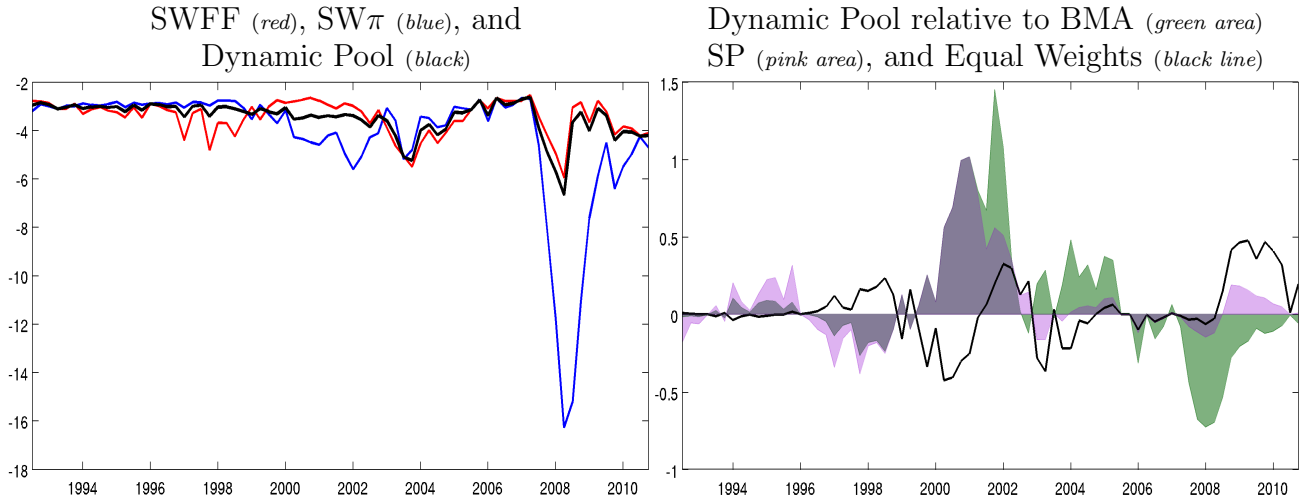 SWFF (red), SWπ (blue), and
Dynamic Pool (black)
-2
-4
-6
-8
-10
-12
-14
-16
-18
1994 1996 1998 2000 2002 2004 2006 2008 2010
Dynamic Pool relative to BMA (green area)
SP (pink area), and Equal Weights (black line)
1.5
1
0.5
0
-0.5
-1
1994 1996 1998 2000 2002 2004 2006 2008 2010